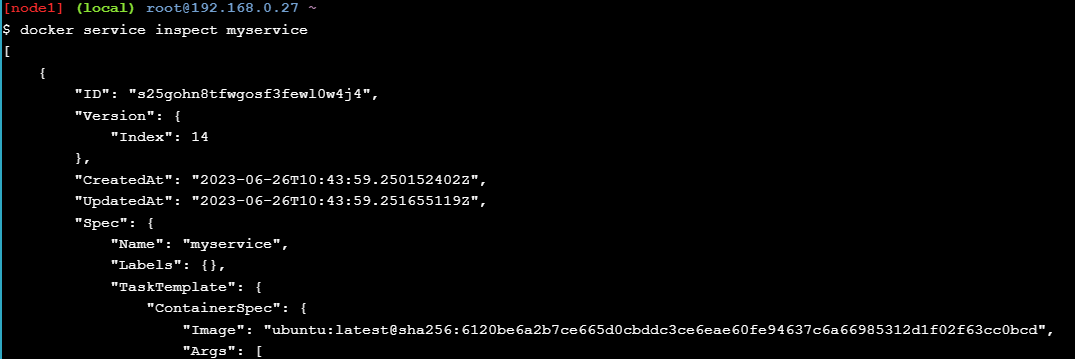 [node1] (local) root@192.168.0.27 ~
$ docker service inspect myservice
[
    {
        "ID": "s25gohn8tfwgosf3fewl0w4j4",
        "Version": {
            "Index": 14
        },
        "CreatedAt": "2023-06-26T10:43:59.250152402Z",
        "UpdatedAt": "2023-06-26T10:43:59.251655119Z",
        "Spec": {
            "Name": "myservice",
            "Labels": {},
            "TaskTemplate": {
                "ContainerSpec": {
                    "Image": "ubuntu:latest@sha256:6120be6a2b7ce665d0cbddc3ce6eae60fe94637c6a66985312d1f02f63cc0bcd",
                    "Args": [